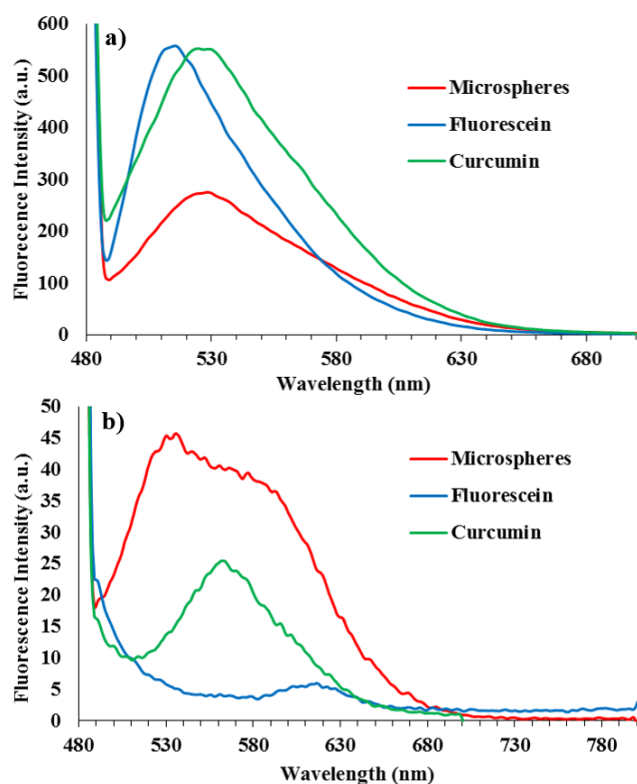 a)
Fluorecence Intensity (a.u.)
600
500
400
300
200
100
0
Microspheres
Fluorescein
Curcumin
480
530
580
630
680
Wavelength (nm)
b)
Fluorescence Intensity (a.u.)
50
45
40
35
30
25
20
15
10
5
0
Microspheres
Fluorescein
Curcumin
480
530
580
630
680
730
780
Wavelength (nm)